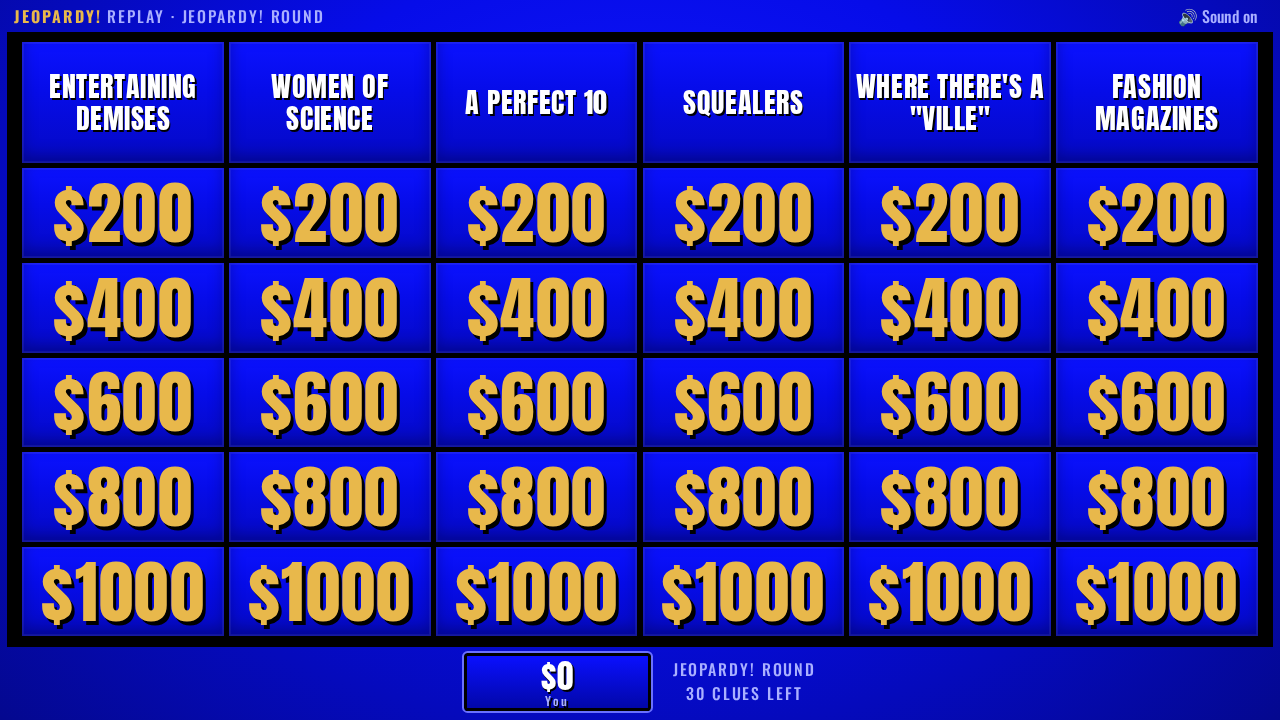 JEOPARDY! REPLAY · JEOPARDY! ROUND
🔊 Sound on
ENTERTAINING DEMISES
WOMEN OF SCIENCE
A PERFECT 10
SQUEALERS
WHERE THERE'S A "VILLE"
FASHION MAGAZINES
$200 $200 $200 $200 $200 $200
$400 $400 $400 $400 $400 $400
$600 $600 $600 $600 $600 $600
$800 $800 $800 $800 $800 $800
$1000 $1000 $1000 $1000 $1000 $1000
$0
You
JEOPARDY! ROUND
30 CLUES LEFT